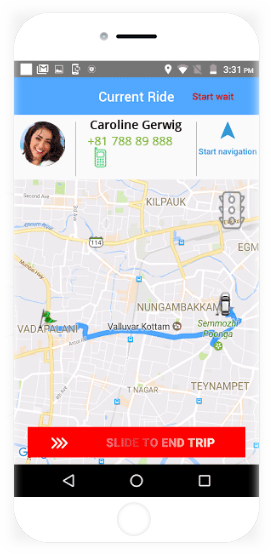 3:31 PM
Current Ride
Start wait
Caroline Gerwig
+81 788 89 888
Start navigation
KILPAUK
114
EGM
NUNGAMBAKKAM
VADAPALANI
Valluvar Kottam
Semmozhi
Poonga
T NAGAR
TEYNAMPET
SLIDE TO END TRIP